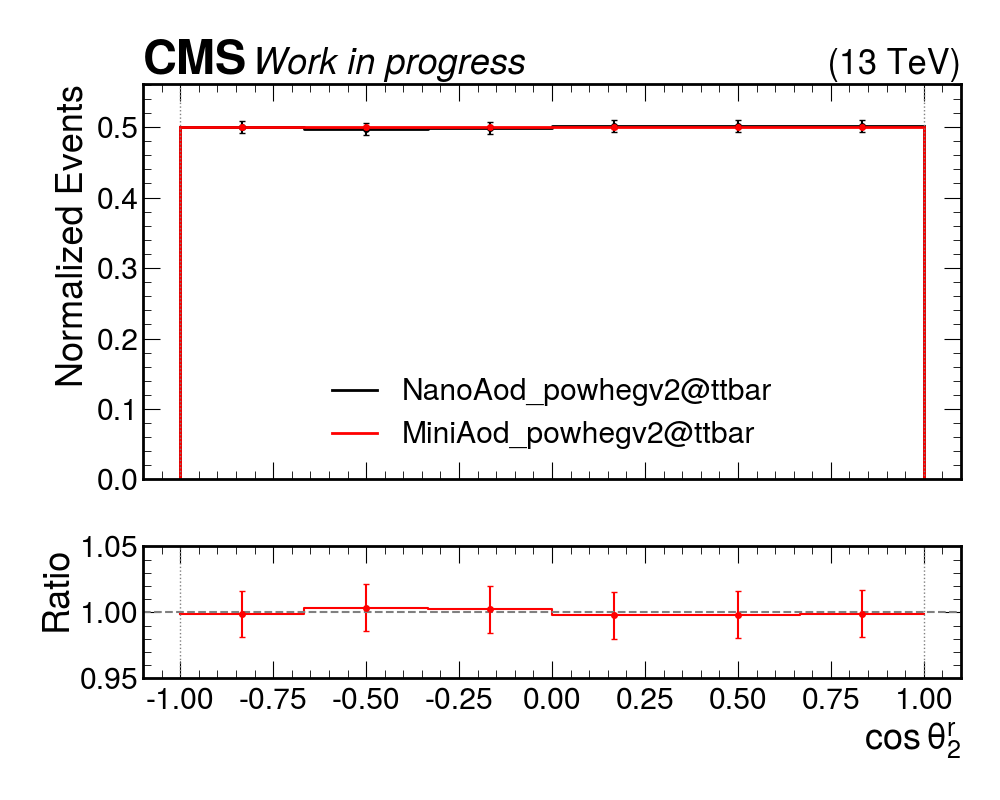 CMS Work in progress (13 TeV)
Normalized Events
0.5
0.4
0.3
0.2
0.1
0.0
NanoAod_powhegv2@ttbar
MiniAod_powhegv2@ttbar
Ratio
1.05
1.00
0.95
-1.00 -0.75 -0.50 -0.25 0.00 0.25 0.50 0.75 1.00
cos θ₂ʳ